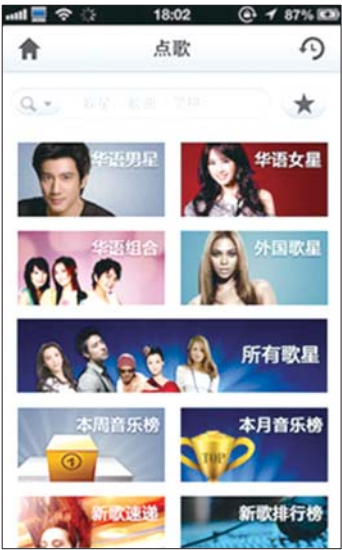 18:02 87%
点歌
华语男星 华语女星
华语组合 外国歌星
所有歌星
本周音乐榜 本月音乐榜
1
TOP
新歌速递 新歌排行榜